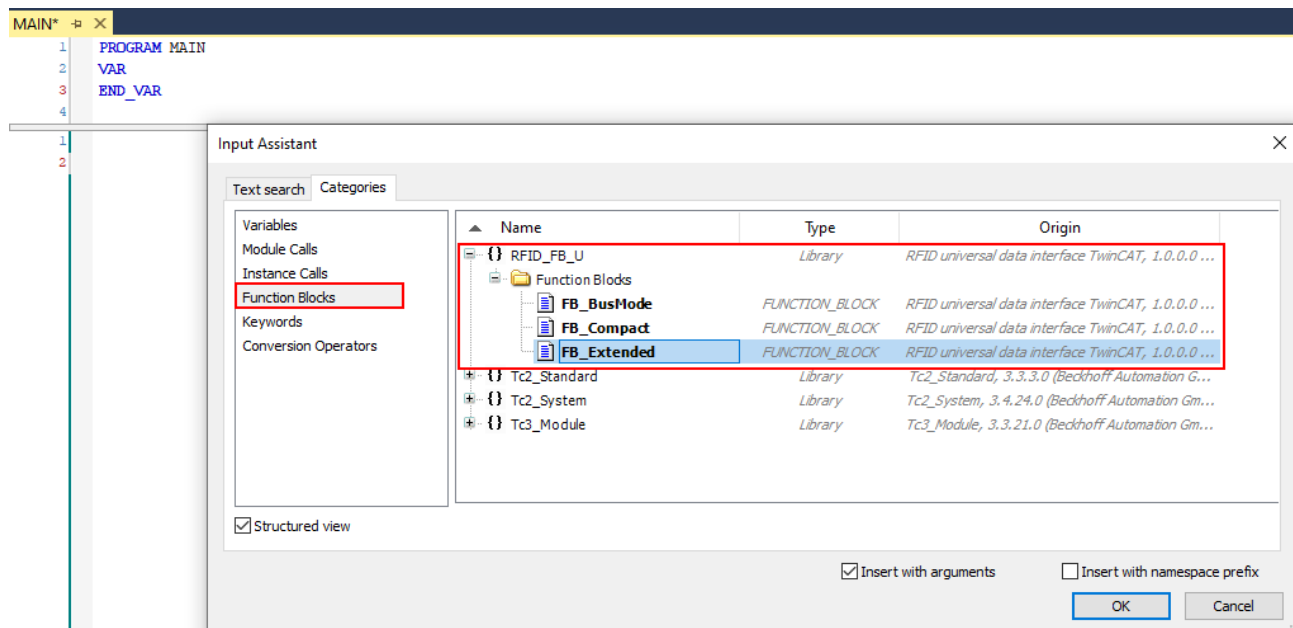 MAIN*
1 PROGRAM MAIN
2 VAR
3 END_VAR
4
1
2
Input Assistant
Text search Categories
Variables
Module Calls
Instance Calls
Function Blocks
Keywords
Conversion Operators
Name Type Origin
{} RFID_FB_U Library RFID universal data interface TwinCAT, 1.0.0.0 ...
Function Blocks
FB_BusMode FUNCTION_BLOCK RFID universal data interface TwinCAT, 1.0.0.0 ...
FB_Compact FUNCTION_BLOCK RFID universal data interface TwinCAT, 1.0.0.0 ...
FB_Extended FUNCTION_BLOCK RFID universal data interface TwinCAT, 1.0.0.0 ...
{} Tc2_Standard Library Tc2_Standard, 3.3.3.0 (Beckhoff Automation G...
{} Tc2_System Library Tc2_System, 3.4.24.0 (Beckhoff Automation Gm...
{} Tc3_Module Library Tc3_Module, 3.3.21.0 (Beckhoff Automation Gm...
Structured view
Insert with arguments Insert with namespace prefix
OK Cancel